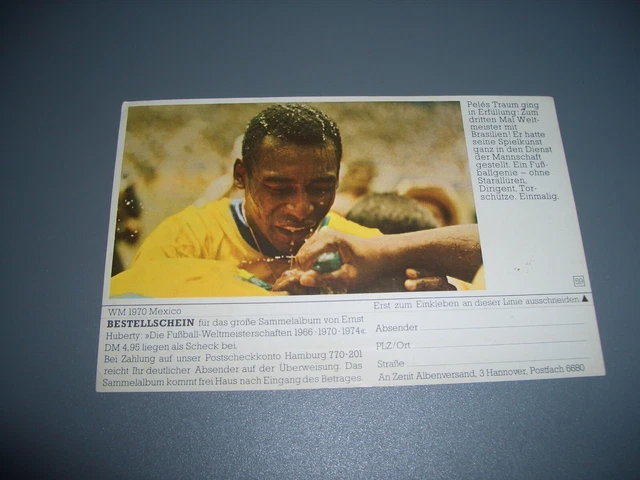 Pelés Traum ging
in Erfüllung: Zum
dritten Mal Welt-
meister mit
Brasilien! Er hatte
seine Spielkunst
ganz in den Dienst
der Mannschaft
gestellt. Ein Fuß-
ballgenie – ohne
Starallüren,
Dirigent, Tor-
schütze. Einmalig.
WM 1970 Mexico
BESTELLSCHEIN für das große Sammelalbum von Ernst
Huberty: »Die Fußball-Weltmeisterschaften 1966 · 1970 · 1974«
DM 4,95 liegen als Scheck bei.
Bei Zahlung auf unser Postscheckkonto Hamburg 770-201
reicht Ihr deutlicher Absender auf der Überweisung. Das
Sammelalbum kommt frei Haus nach Eingang des Betrages.
Erst zum Einkleben an dieser Linie ausschneiden ▲
Absender
PLZ/Ort
Straße
An Zenit Albenversand, 3 Hannover, Postfach 6680